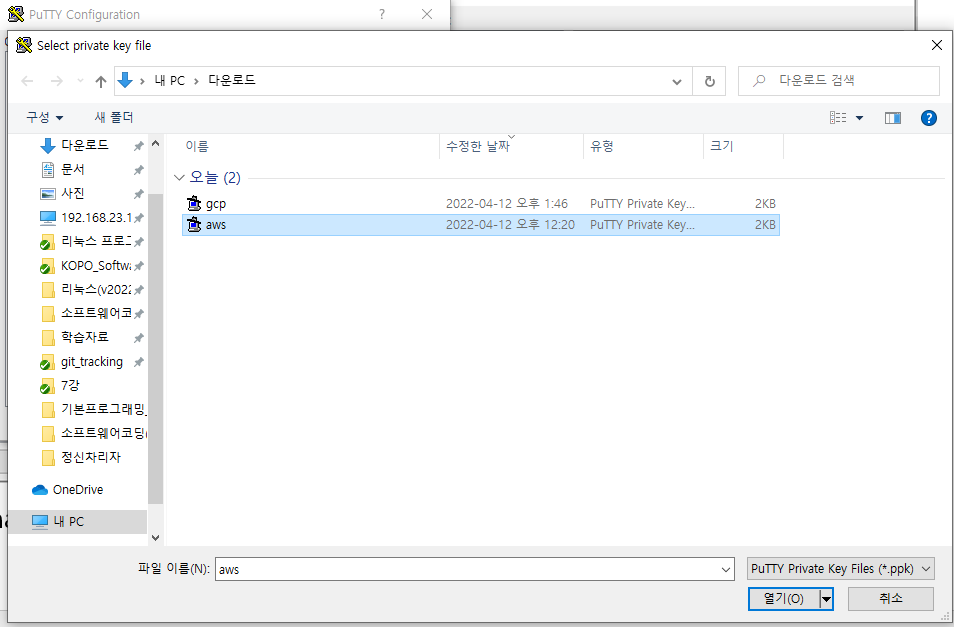 PuTTY Configuration
Select private key file
내 PC › 다운로드
다운로드 검색
구성
새 폴더
다운로드
문서
사진
192.168.23.1
리눅스 프로그
KOPO_Softwa
리눅스(v2022
소프트웨어코
학습자료
git_tracking
7강
기본프로그래밍_
소프트웨어코딩(
정신차리자
OneDrive
내 PC
이름 수정한 날짜 유형 크기
오늘 (2)
gcp 2022-04-12 오후 1:46 PuTTY Private Key... 2KB
aws 2022-04-12 오후 12:20 PuTTY Private Key... 2KB
파일 이름(N): aws
PuTTY Private Key Files (*.ppk)
열기(O) 취소